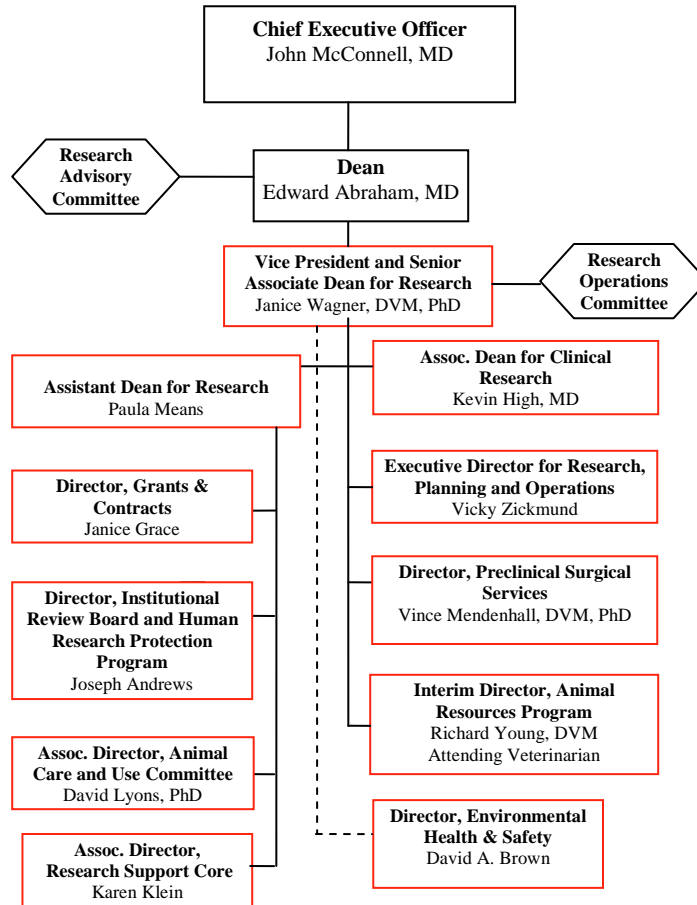 Chief Executive Officer
John McConnell, MD
Research
Advisory
Committee
Dean
Edward Abraham, MD
Vice President and Senior
Associate Dean for Research
Janice Wagner, DVM, PhD
Research
Operations
Committee
Assistant Dean for Research
Paula Means
Assoc. Dean for Clinical
Research
Kevin High, MD
Director, Grants &
Contracts
Janice Grace
Executive Director for Research,
Planning and Operations
Vicky Zickmund
Director, Institutional
Review Board and Human
Research Protection
Program
Joseph Andrews
Director, Preclinical Surgical
Services
Vince Mendenhall, DVM, PhD
Interim Director, Animal
Resources Program
Richard Young, DVM
Attending Veterinarian
Assoc. Director, Animal
Care and Use Committee
David Lyons, PhD
Director, Environmental
Health & Safety
David A. Brown
Assoc. Director,
Research Support Core
Karen Klein